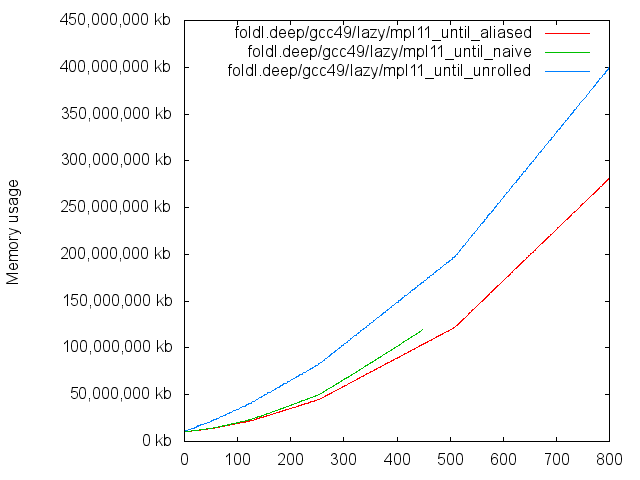 450,000,000 kb
400,000,000 kb
350,000,000 kb
300,000,000 kb
250,000,000 kb
200,000,000 kb
150,000,000 kb
100,000,000 kb
50,000,000 kb
0 kb
Memory usage
foldl.deep/gcc49/lazy/mpl11_until_aliased
foldl.deep/gcc49/lazy/mpl11_until_naive
foldl.deep/gcc49/lazy/mpl11_until_unrolled
0 100 200 300 400 500 600 700 800